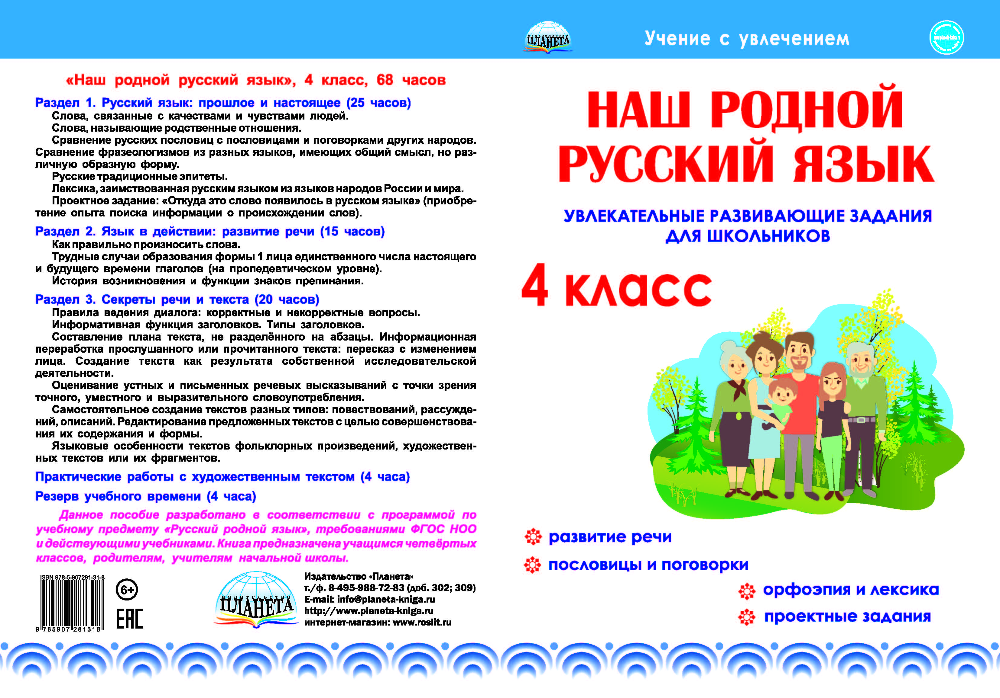 «Наш родной русский язык», 4 класс, 68 часов
Раздел 1. Русский язык: прошлое и настоящее (25 часов)
Слова, связанные с качествами и чувствами людей.
Слова, называющие родственные отношения.
Сравнение русских пословиц с пословицами и поговорками других народов.
Сравнение фразеологизмов из разных языков, имеющих общий смысл, но раз-
личную образную форму.
Русские традиционные эпитеты.
Лексика, заимствованная русским языком из языков народов России и мира.
Проектное задание: «Откуда это слово появилось в русском языке» (приобре-
тение опыта поиска информации о происхождении слов).
Раздел 2. Язык в действии: развитие речи (15 часов)
Как правильно произносить слова.
Трудные случаи образования формы 1 лица единственного числа настоящего
и будущего времени глаголов (на пропедевтическом уровне).
История возникновения и функции знаков препинания.
Раздел 3. Секреты речи и текста (20 часов)
Правила ведения диалога: корректные и некорректные вопросы.
Информативная функция заголовков. Типы заголовков.
Составление плана текста, не разделённого на абзацы. Информационная
переработка прослушанного или прочитанного текста: пересказ с изменением
лица. Создание текста как результата собственной исследовательской
деятельности.
Оценивание устных и письменных речевых высказываний с точки зрения
точного, уместного и выразительного словоупотребления.
Самостоятельное создание текстов разных типов: повествований, рассужде-
ний, описаний. Редактирование предложенных текстов с целью совершенствова-
ния их содержания и формы.
Языковые особенности текстов фольклорных произведений, художествен-
ных текстов или их фрагментов.
Практические работы с художественным текстом (4 часа)
Резерв учебного времени (4 часа)
Данное пособие разработано в соответствии с программой по
учебному предмету «Русский родной язык», требованиями ФГОС НОО
и действующими учебниками. Книга предназначена учащимся четвёртых
классов, родителям, учителям начальной школы.
ISBN 978-5-907281-31-8
9 785907 281318
6+
ЕАС
издательство
ПЛАНЕТА
Издательство «Планета»
т./ф. 8-495-988-72-83 (доб. 302; 309)
E-mail: info@planeta-kniga.ru
http://www.planeta-kniga.ru
интернет-магазин: www.roslit.ru
издательство
ПЛАНЕТА
Учение с увлечением
www.planeta-kniga.ru
НАШ РОДНОЙ
РУССКИЙ ЯЗЫК
УВЛЕКАТЕЛЬНЫЕ РАЗВИВАЮЩИЕ ЗАДАНИЯ
ДЛЯ ШКОЛЬНИКОВ
4 класс
развитие речи
пословицы и поговорки
орфоэпия и лексика
проектные задания